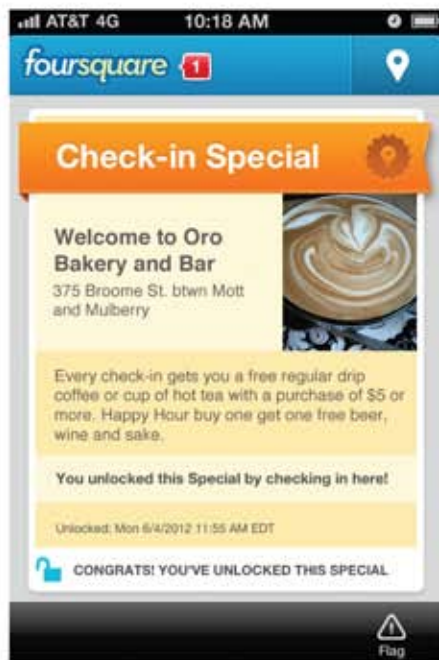 AT&T 4G 10:18 AM
foursquare 1
Check-in Special
Welcome to Oro
Bakery and Bar
375 Broome St. btwn Mott
and Mulberry
Every check-in gets you a free regular drip
coffee or cup of hot tea with a purchase of $5 or
more. Happy Hour buy one get one free beer,
wine and sake.
You unlocked this Special by checking in here!
Unlocked: Mon 6/4/2012 11:55 AM EDT
CONGRATS! YOU'VE UNLOCKED THIS SPECIAL
Flag